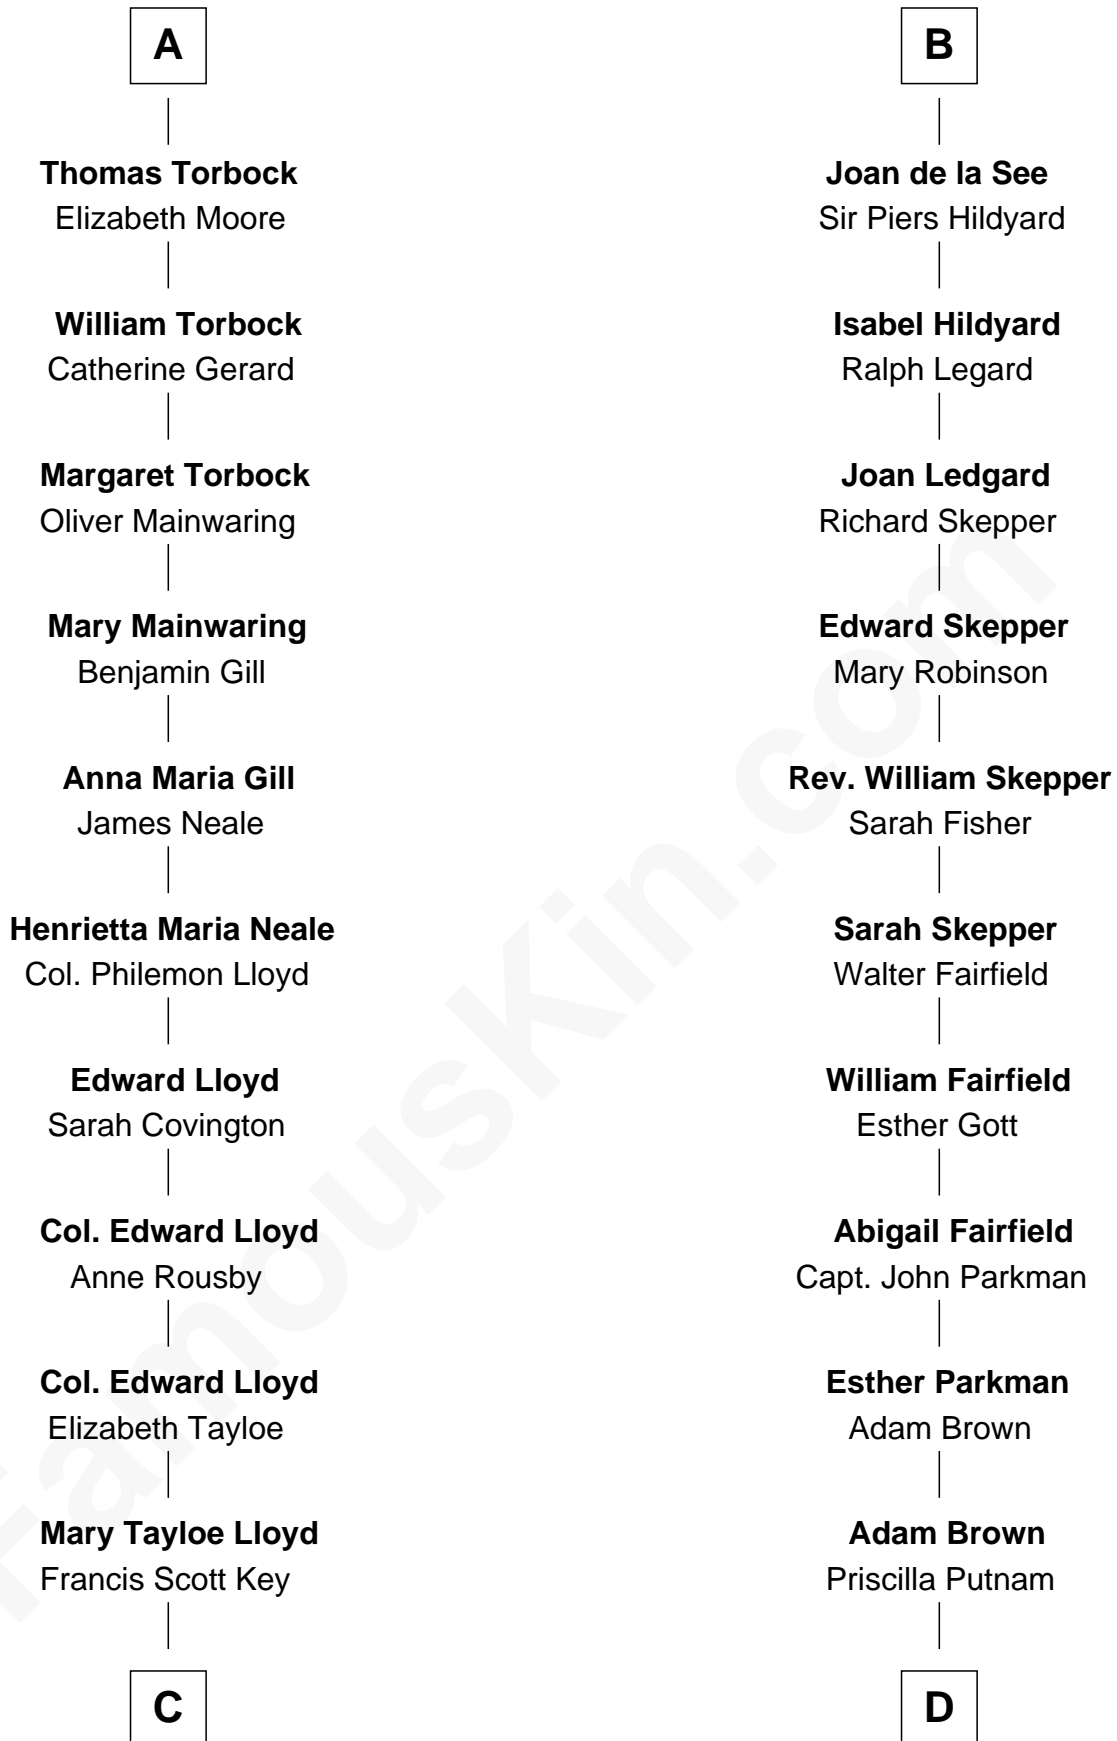 A
Thomas Torbock
Elizabeth Moore
William Torbock
Catherine Gerard
Margaret Torbock
Oliver Mainwaring
Mary Mainwaring
Benjamin Gill
Anna Maria Gill
James Neale
Henrietta Maria Neale
Col. Philemon Lloyd
Edward Lloyd
Sarah Covington
Col. Edward Lloyd
Anne Rousby
Col. Edward Lloyd
Elizabeth Tayloe
Mary Tayloe Lloyd
Francis Scott Key
C
B
Joan de la See
Sir Piers Hildyard
Isabel Hildyard
Ralph Legard
Joan Ledgard
Richard Skepper
Edward Skepper
Mary Robinson
Rev. William Skepper
Sarah Fisher
Sarah Skepper
Walter Fairfield
William Fairfield
Esther Gott
Abigail Fairfield
Capt. John Parkman
Esther Parkman
Adam Brown
Adam Brown
Priscilla Putnam
D
FamousKin.com